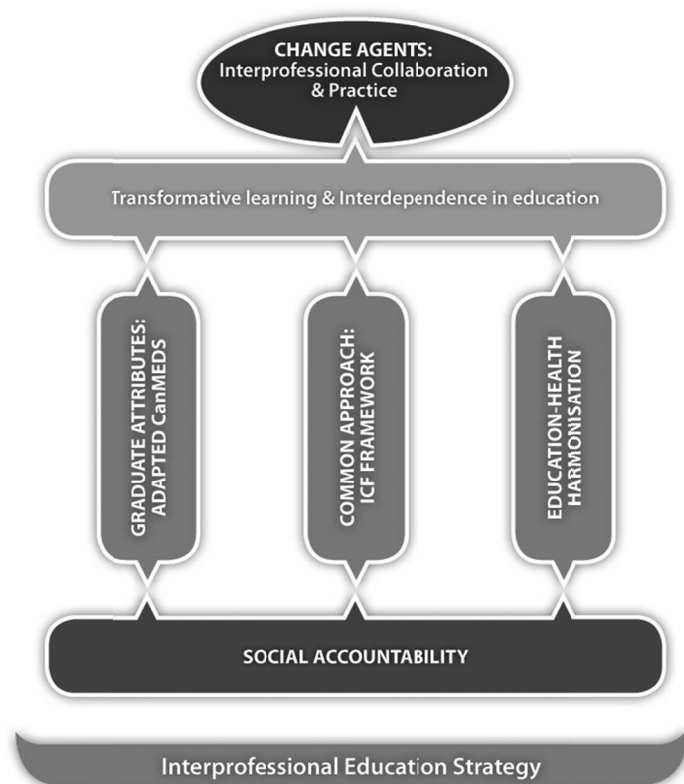 CHANGE AGENTS:
Interprofessional Collaboration
& Practice
Transformative learning & Interdependence in education
GRADUATE ATTRIBUTES:
ADAPTED CanMEDS
COMMON APPROACH:
ICF FRAMEWORK
EDUCATION-HEALTH
HARMONISATION
SOCIAL ACCOUNTABILITY
Interprofessional Education Strategy